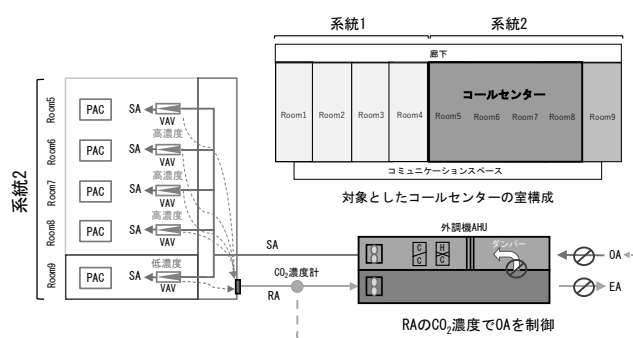 系統1 系統2
廊下
コールセンター
Room1 Room2 Room3 Room4 Room5 Room6 Room7 Room8 Room9
コミュニケーションスペース
対象としたコールセンターの室構成
系統2
Room5 PAC SA VAV
高濃度
Room6 PAC SA VAV
高濃度
Room7 PAC SA VAV
高濃度
Room8 PAC SA VAV
低濃度
Room9 PAC SA VAV
SA
CO₂濃度計
RA
外調機AHU
C C H C ダンパー
OA
EA
RAのCO₂濃度でOAを制御